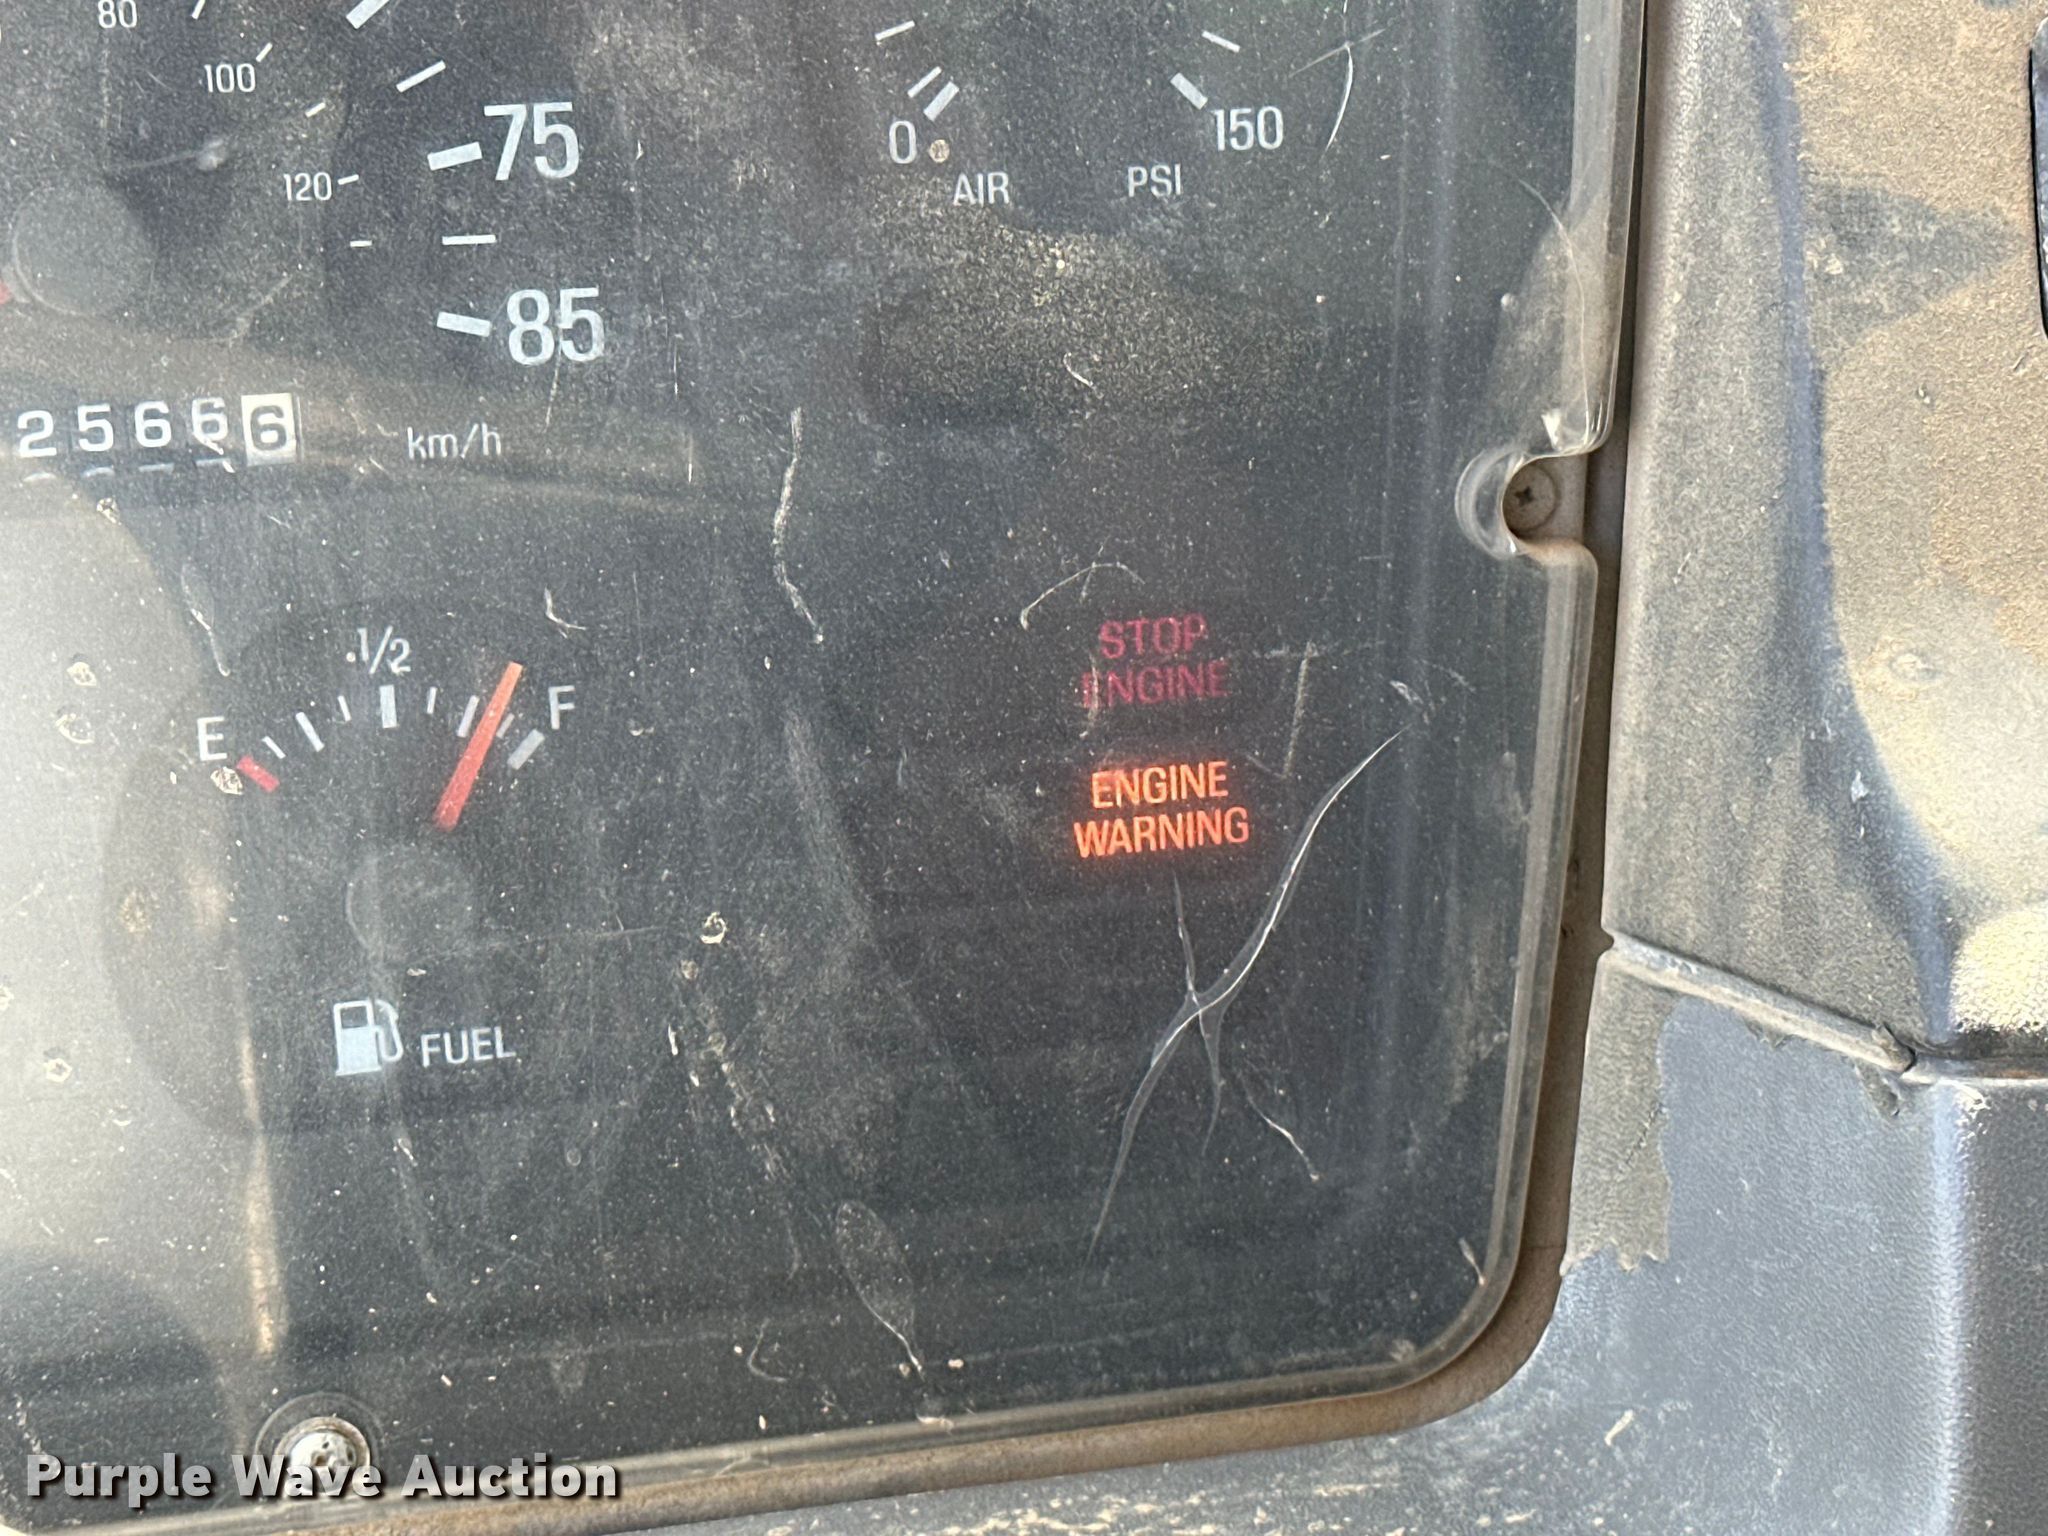 80
100
75
120
85
0
150
AIR PSI
25666
km/h
1/2
E
F
FUEL
STOP
ENGINE
ENGINE
WARNING
Purple Wave Auction